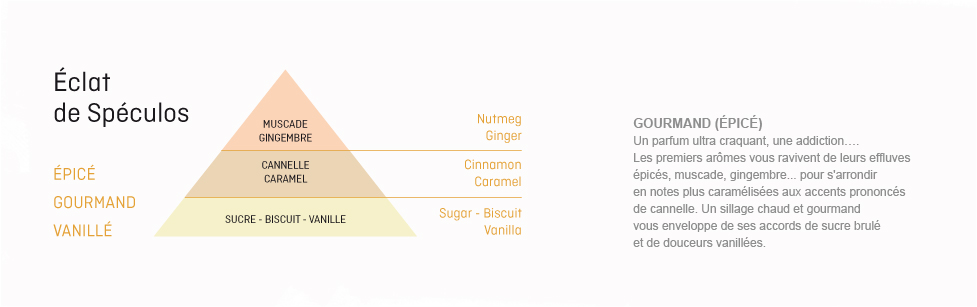 Éclat
de Spéculos
ÉPICÉ
GOURMAND
VANILLÉ
MUSCADE
GINGEMBRE
CANNELLE
CARAMEL
SUCRE - BISCUIT - VANILLE
Nutmeg
Ginger
Cinnamon
Caramel
Sugar - Biscuit
Vanilla
GOURMAND (ÉPICÉ)
Un parfum ultra craquant, une addiction….
Les premiers arômes vous ravivent de leurs effluves
épicés, muscade, gingembre... pour s'arrondir
en notes plus caramélisées aux accents prononcés
de cannelle. Un sillage chaud et gourmand
vous enveloppe de ses accords de sucre brulé
et de douceurs vanillées.